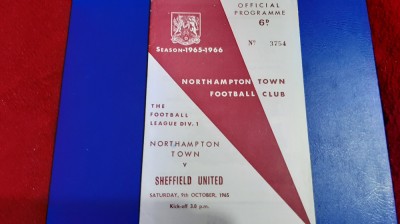 OFFICIAL
PROGRAMME
6D
No 3754
SEASON-1965-1966
NORTHAMPTON TOWN
FOOTBALL CLUB
THE
FOOTBALL
LEAGUE DIV. 1
NORTHAMPTON
TOWN
V
SHEFFIELD UNITED
SATURDAY, 9th OCTOBER, 1965
Kick-off 3.0 p.m.